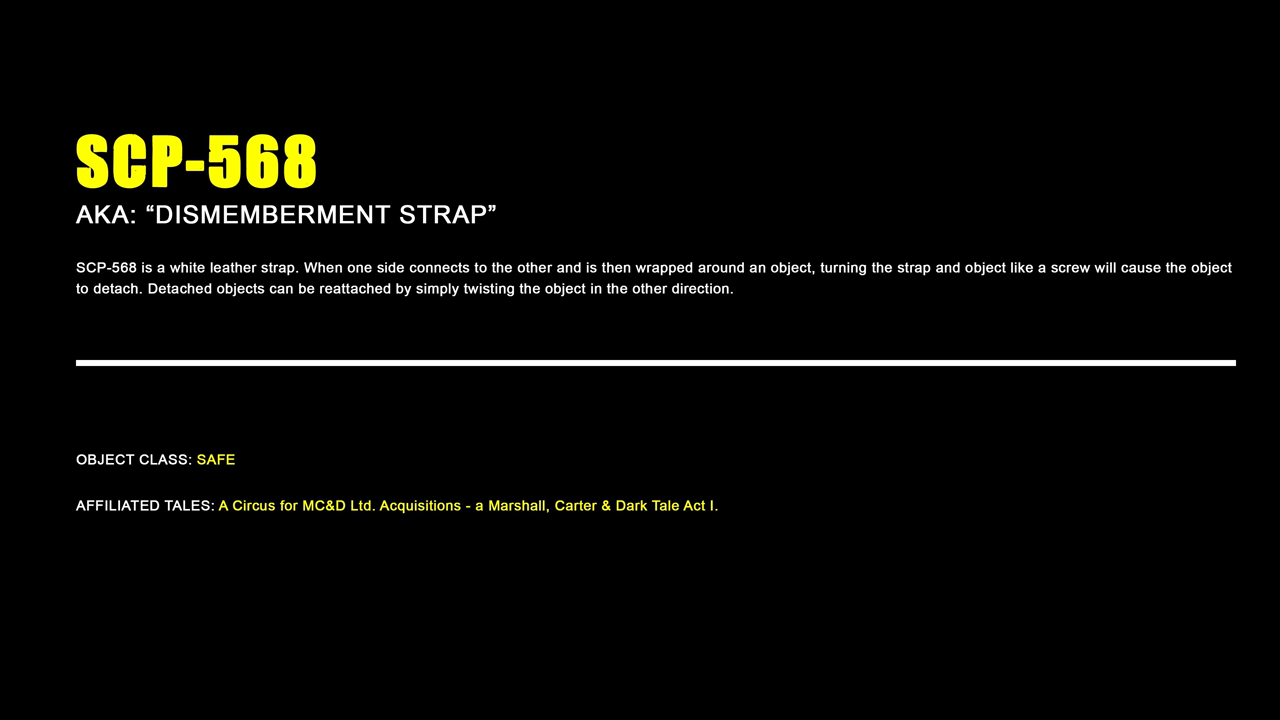 SCP-568
AKA: “DISMEMBERMENT STRAP”
SCP-568 is a white leather strap. When one side connects to the other and is then wrapped around an object, turning the strap and object like a screw will cause the object
to detach. Detached objects can be reattached by simply twisting the object in the other direction.
OBJECT CLASS: SAFE
AFFILIATED TALES: A Circus for MC&D Ltd. Acquisitions - a Marshall, Carter & Dark Tale Act I.